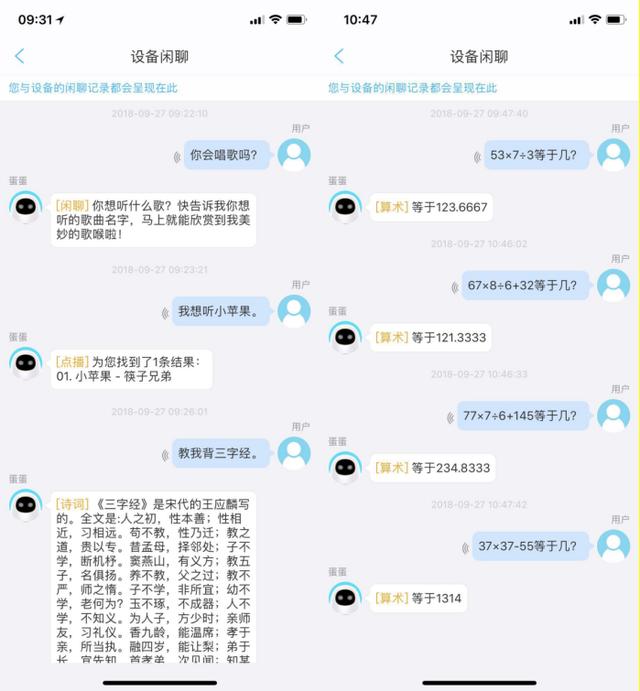 09:31
设备闲聊
您与设备的闲聊记录都会呈现在此
2018-09-27 09:22:10
用户
你会唱歌吗?
蛋蛋
[闲聊] 你想听什么歌？快告诉我你想
听的歌曲名字，马上就能欣赏到我美
妙的歌喉啦！
2018-09-27 09:23:21
用户
我想听小苹果。
蛋蛋
[点播] 为您找到了1条结果：
01. 小苹果 - 筷子兄弟
2018-09-27 09:26:01
用户
教我背三字经。
蛋蛋
[诗词] 《三字经》是宋代的王应麟写
的。全文是:人之初，性本善；性相
近，习相远。苟不教，性乃迁；教之
道，贵以专。昔孟母，择邻处；子不
学，断机杼。窦燕山，有义方；教五
子，名俱扬。养不教，父之过；教不
严，师之惰。子不学，非所宜；幼不
学，老何为？玉不琢，不成器；人不
学，不知义。为人子，方少时；亲师
友，习礼仪。香九龄，能温席；孝于
亲，所当执。融四岁，能让梨；弟于
长，宜先知。首孝弟，次见闻；知某
10:47
设备闲聊
您与设备的闲聊记录都会呈现在此
2018-09-27 09:47:40
用户
53×7÷3等于几?
蛋蛋
[算术] 等于123.6667
2018-09-27 10:46:02
用户
67×8÷6+32等于几?
蛋蛋
[算术] 等于121.3333
2018-09-27 10:46:33
用户
77×7÷6+145等于几?
蛋蛋
[算术] 等于234.8333
2018-09-27 10:47:42
用户
37×37-55等于几?
蛋蛋
[算术] 等于1314